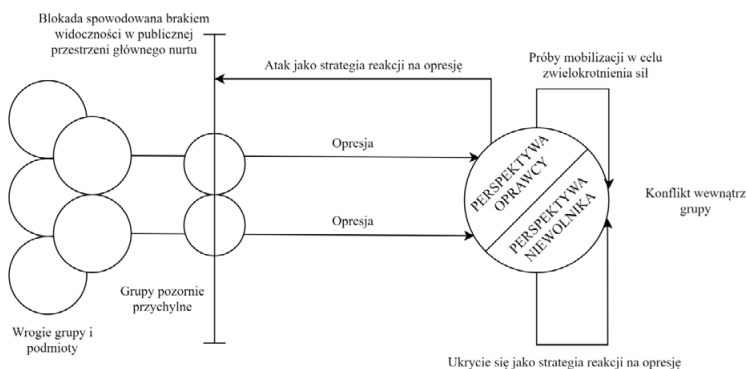 Blokada spowodowana brakiem
widoczności w publicznej
przestrzeni głównego nurtu
Atak jako strategia reakcji na opresję
Próby mobilizacji w celu
zwielokrotnienia sił
Opresja
PERSPEKTYWA
OPRAWCY
PERSPEKTYWA
NIEWOLNIKA
Konflikt wewnątrz
grupy
Opresja
Grupy pozornie
przychylne
Wrogie grupy i
podmioty
Ukrycie się jako strategia reakcji na opresję